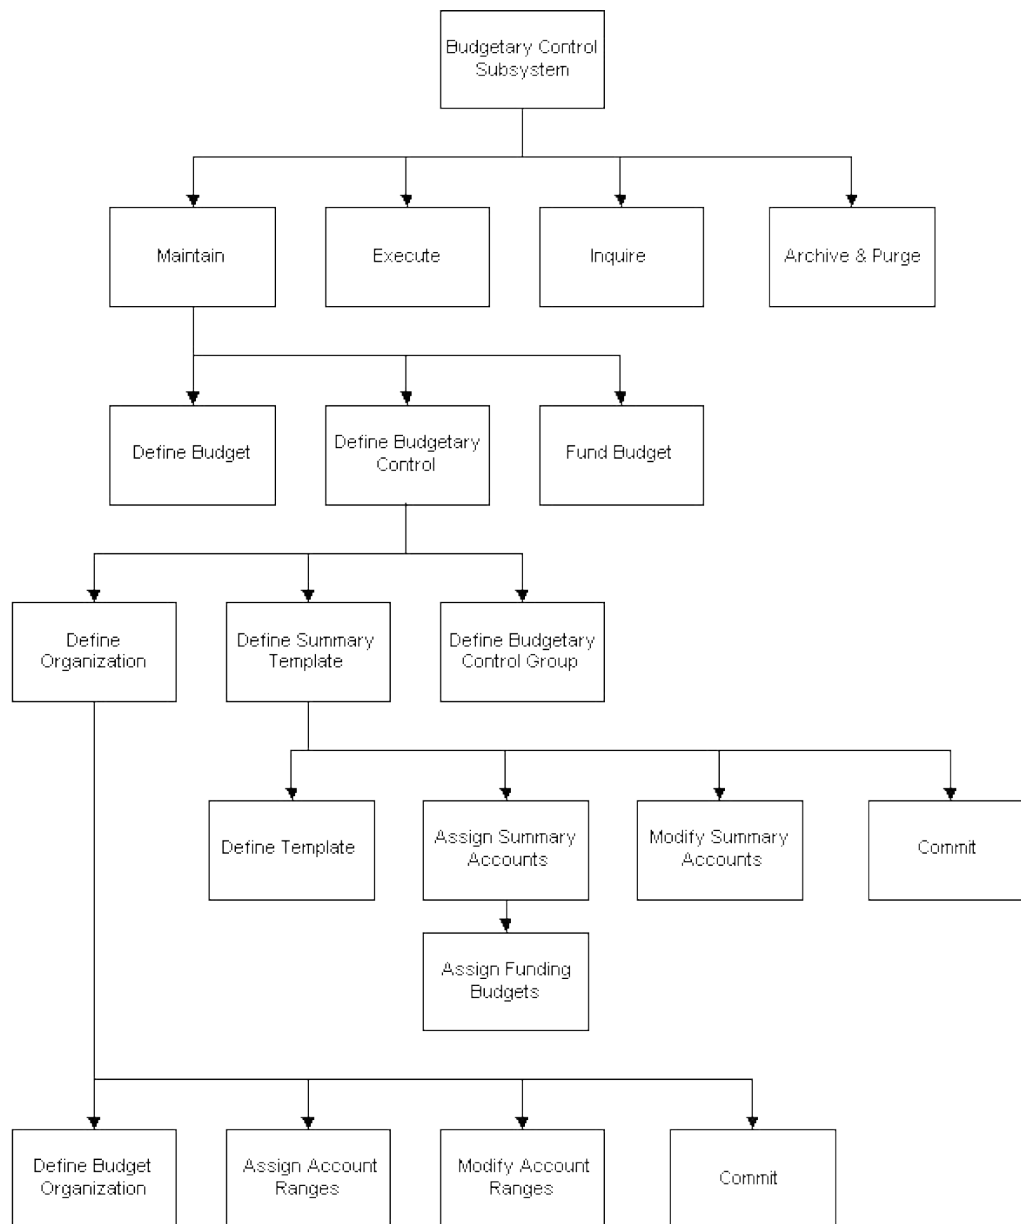 Budgetary Control
Subsystem
Maintain
Execute
Inquire
Archive & Purge
Define Budget
Define Budgetary
Control
Fund Budget
Define
Organization
Define Summary
Template
Define Budgetary
Control Group
Define Template
Assign Summary
Accounts
Modify Summary
Accounts
Commit
Assign Funding
Budgets
Define Budget
Organization
Assign Account
Ranges
Modify Account
Ranges
Commit